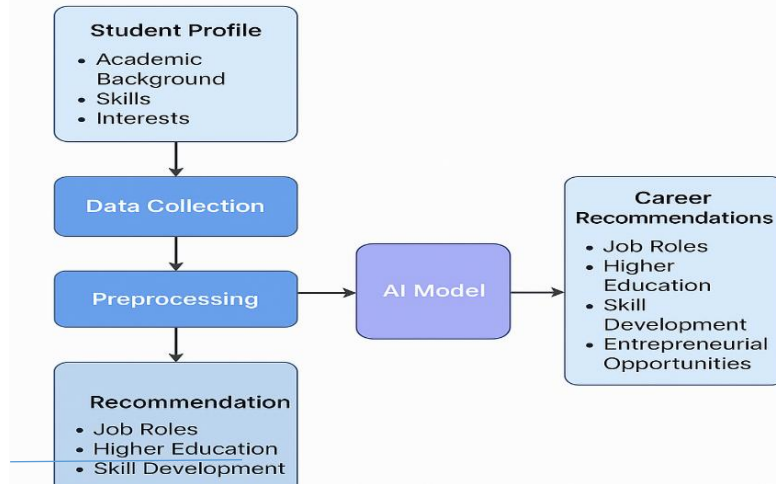 Student Profile
• Academic
Background
• Skills
• Interests
Data Collection
Preprocessing
AI Model
Career
Recommendations
• Job Roles
• Higher
Education
• Skill
Development
• Entrepreneurial
Opportunities
Recommendation
• Job Roles
• Higher Education
• Skill Development